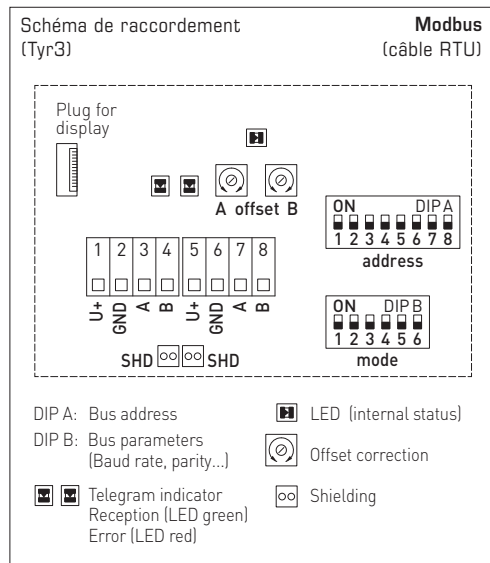 Schéma de raccordement
(Tyr3)
Modbus
(câble RTU)
Plug for
display
A offset B
ON DIP A
1 2 3 4 5 6 7 8
address
1 2 3 4 5 6 7 8
U+ GND A B U+ GND A B
ON DIP B
1 2 3 4 5 6
mode
SHD SHD
DIP A: Bus address
DIP B: Bus parameters
(Baud rate, parity...)
Telegram indicator
Reception (LED green)
Error (LED red)
LED (internal status)
Offset correction
Shielding